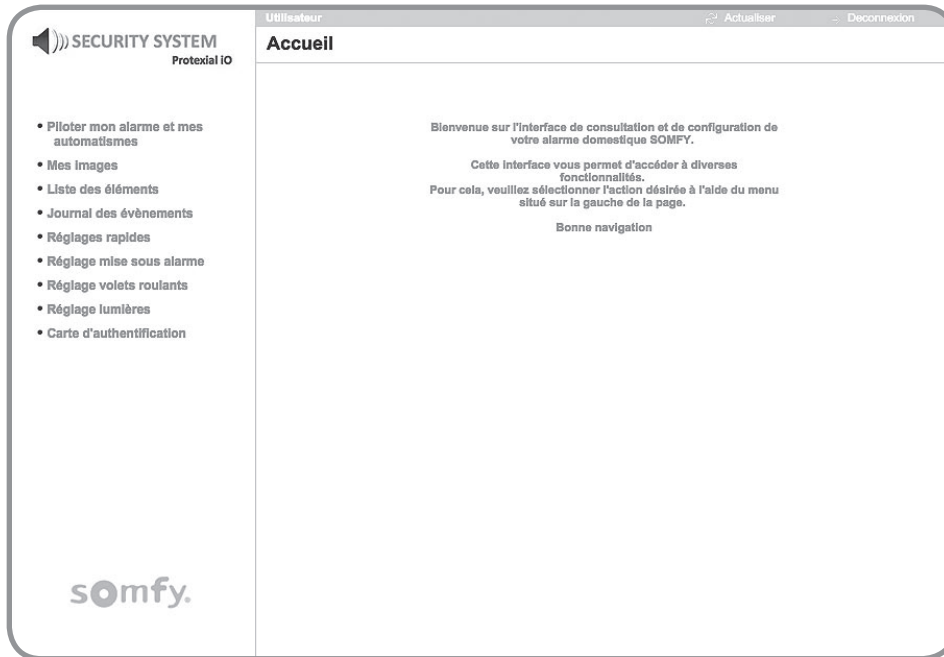 Utilisateur
Actualiser
Deconnexion
SECURITY SYSTEM
Protexial iO
Accueil
• Piloter mon alarme et mes
automatismes
• Mes images
• Liste des éléments
• Journal des évènements
• Réglages rapides
• Réglage mise sous alarme
• Réglage volets roulants
• Réglage lumières
• Carte d'authentification
Bienvenue sur l'interface de consultation et de configuration de
votre alarme domestique SOMFY.
Cette interface vous permet d'accéder à diverses
fonctionnalités.
Pour cela, veuillez sélectionner l'action désirée à l'aide du menu
situé sur la gauche de la page.
Bonne navigation
somfy.